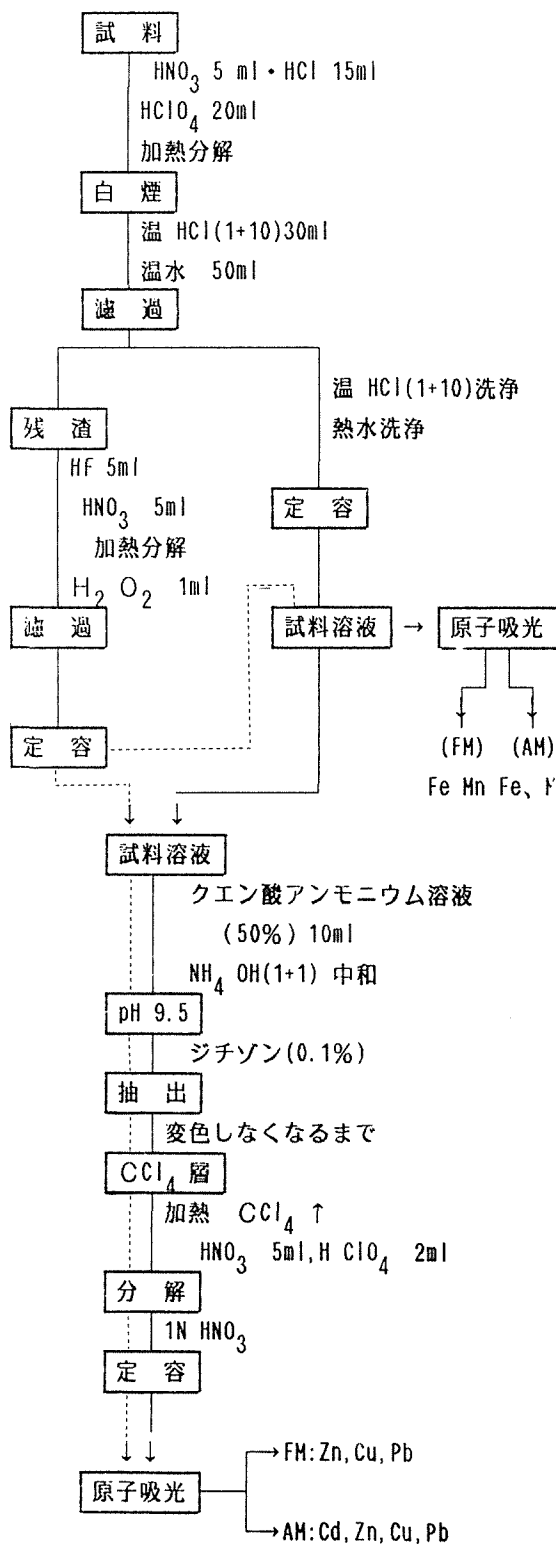 試料
HNO3 5 ml・HCl 15ml
HClO4 20ml
加熱分解
白煙
温 HCl(1+10)30ml
温水 50ml
濾過
残渣
HF 5ml
HNO3 5ml
加熱分解
H2 O2 1ml
濾過
定容
温 HCl(1+10)洗浄
熱水洗浄
定容
試料溶液 → 原子吸光
(FM) (AM)
Fe Mn Fe、
試料溶液
クエン酸アンモニウム溶液
(50%) 10ml
NH4 OH(1+1) 中和
pH 9.5
ジチゾン(0.1%)
抽出
変色しなくなるまで
CCl4 層
加熱 CCl4 ↑
HNO3 5ml,H ClO4 2ml
分解
1N HNO3
定容
原子吸光
FM:Zn,Cu,Pb
AM:Cd,Zn,Cu,Pb